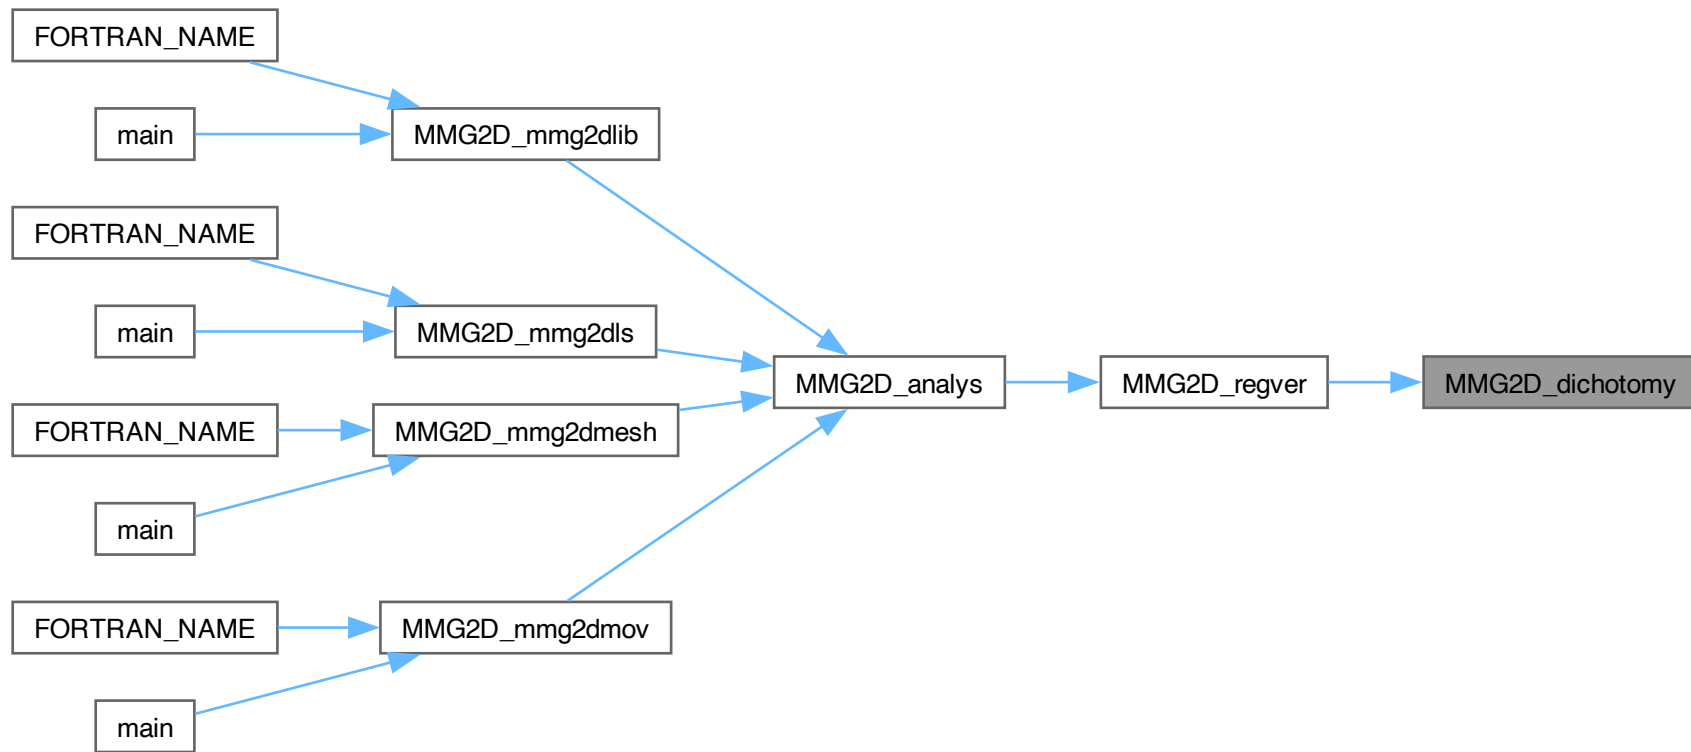 FORTRAN_NAME
main
MMG2D_mmg2dlib
FORTRAN_NAME
main
MMG2D_mmg2dls
MMG2D_analys
MMG2D_regver
MMG2D_dichotomy
FORTRAN_NAME
MMG2D_mmg2dmesh
main
FORTRAN_NAME
MMG2D_mmg2dmov
main